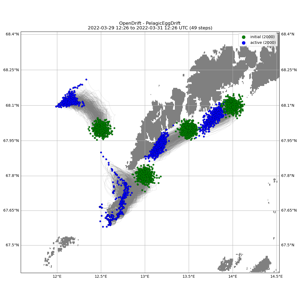 OpenDrift - PelagicEggDrift
2022-03-29 12:26 to 2022-03-31 12:26 UTC (49 steps)
initial (2000)
active (2000)
68.4°N
68.4°N
68.25°N
68.25°N
68.1°N
68.1°N
67.95°N
67.95°N
67.8°N
67.8°N
67.65°N
67.65°N
67.5°N
67.5°N
12°E
12.5°E
13°E
13.5°E
14°E
14.5°E